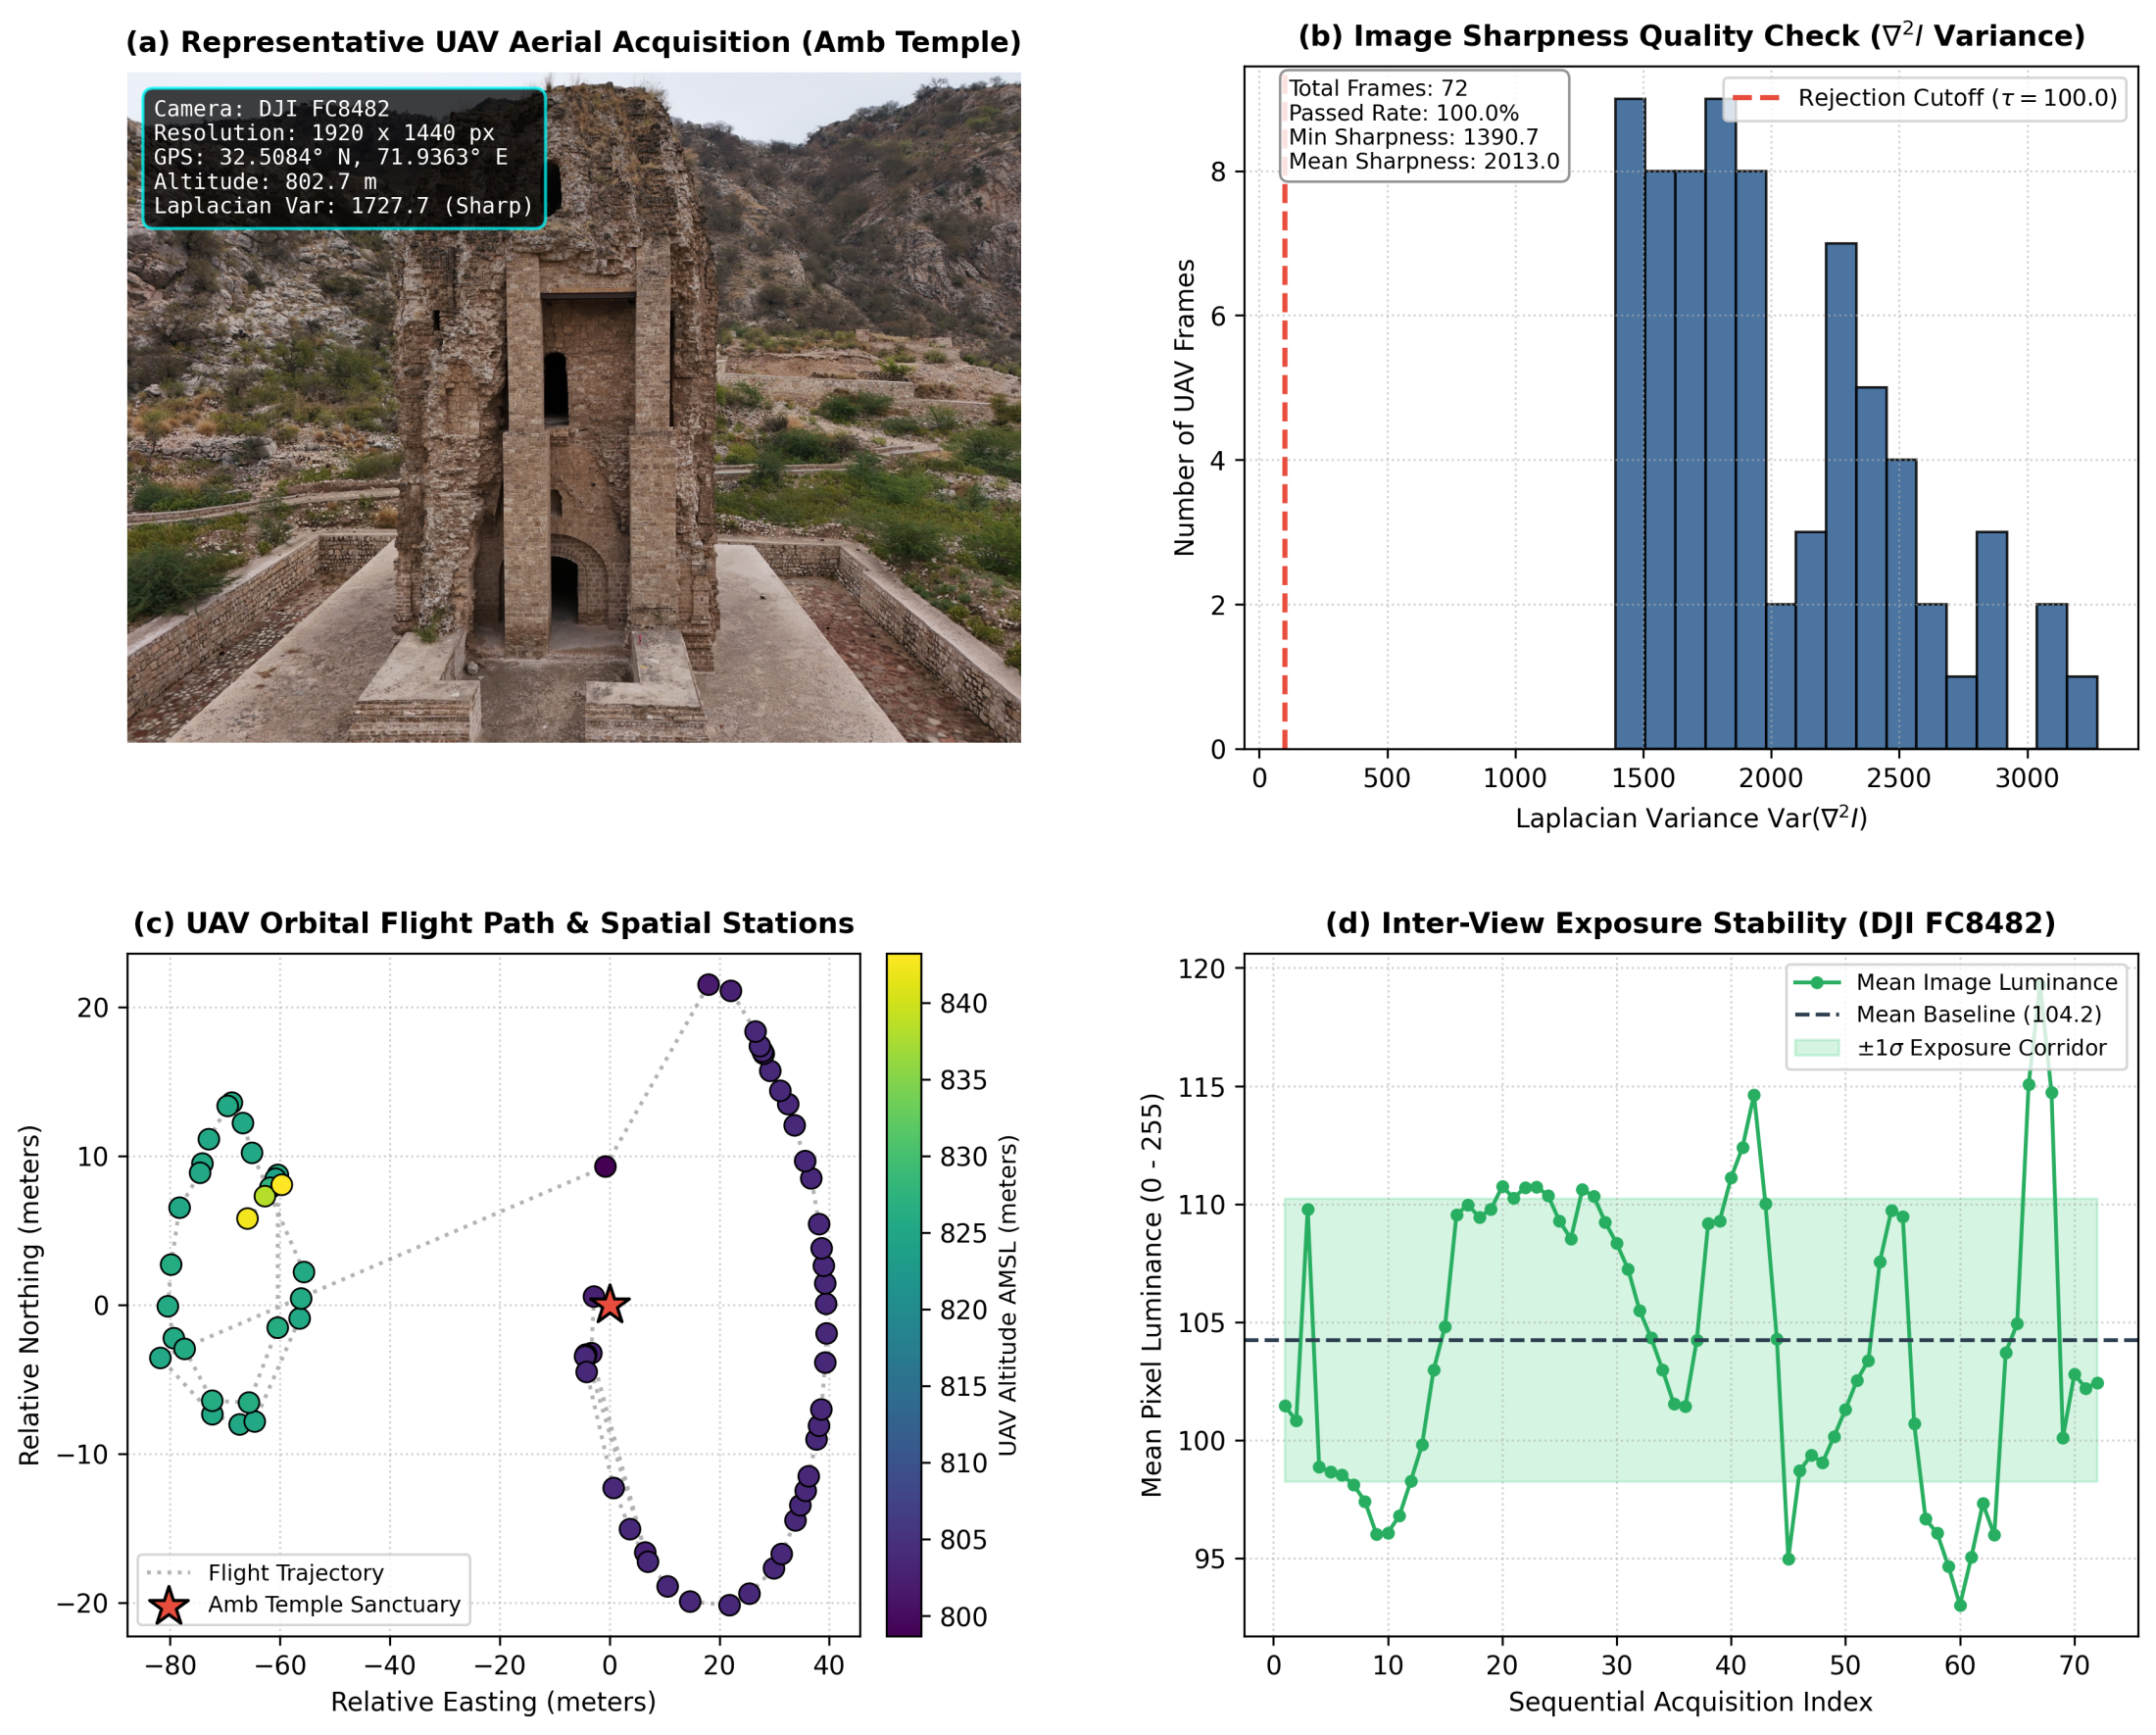 (a) Representative UAV Aerial Acquisition (Amb Temple)
Camera: DJI FC8482
Resolution: 1920 x 1440 px
GPS: 32.5084° N, 71.9363° E
Altitude: 802.7 m
Laplacian Var: 1727.7 (Sharp)
(b) Image Sharpness Quality Check (∇²I Variance)
Total Frames: 72
Passed Rate: 100.0%
Min Sharpness: 1390.7
Mean Sharpness: 2013.0
Rejection Cutoff (τ = 100.0)
Number of UAV Frames
8
6
4
2
0
0 500 1000 1500 2000 2500 3000
Laplacian Variance Var(∇²I)
(c) UAV Orbital Flight Path & Spatial Stations
Relative Northing (meters)
20
10
0
−10
−20
Flight Trajectory
Amb Temple Sanctuary
−80 −60 −40 −20 0 20 40
Relative Easting (meters)
840
835
830
825
820
815
810
805
800
UAV Altitude AMSL (meters)
(d) Inter-View Exposure Stability (DJI FC8482)
Mean Image Luminance
Mean Baseline (104.2)
±1σ Exposure Corridor
Mean Pixel Luminance (0 - 255)
120
115
110
105
100
95
0 10 20 30 40 50 60 70
Sequential Acquisition Index